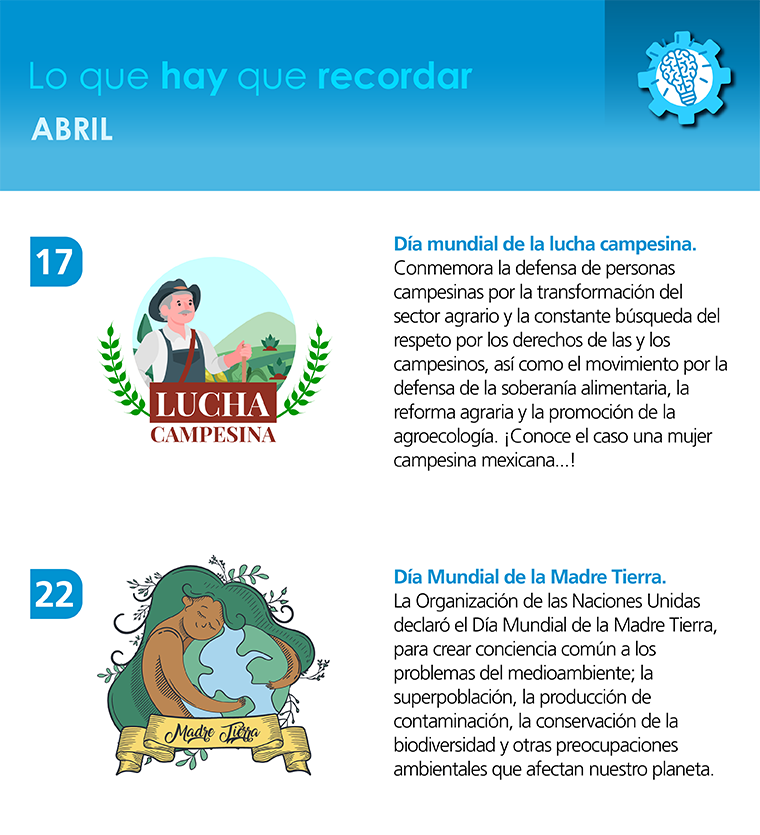 Lo que hay que recordar
ABRIL
17
LUCHA
CAMPESINA
Día mundial de la lucha campesina.
Conmemora la defensa de personas
campesinas por la transformación del
sector agrario y la constante búsqueda del
respeto por los derechos de las y los
campesinos, así como el movimiento por la
defensa de la soberanía alimentaria, la
reforma agraria y la promoción de la
agroecología. ¡Conoce el caso una mujer
campesina mexicana...!
22
Madre Tierra
Día Mundial de la Madre Tierra.
La Organización de las Naciones Unidas
declaró el Día Mundial de la Madre Tierra,
para crear conciencia común a los
problemas del medioambiente; la
superpoblación, la producción de
contaminación, la conservación de la
biodiversidad y otras preocupaciones
ambientales que afectan nuestro planeta.